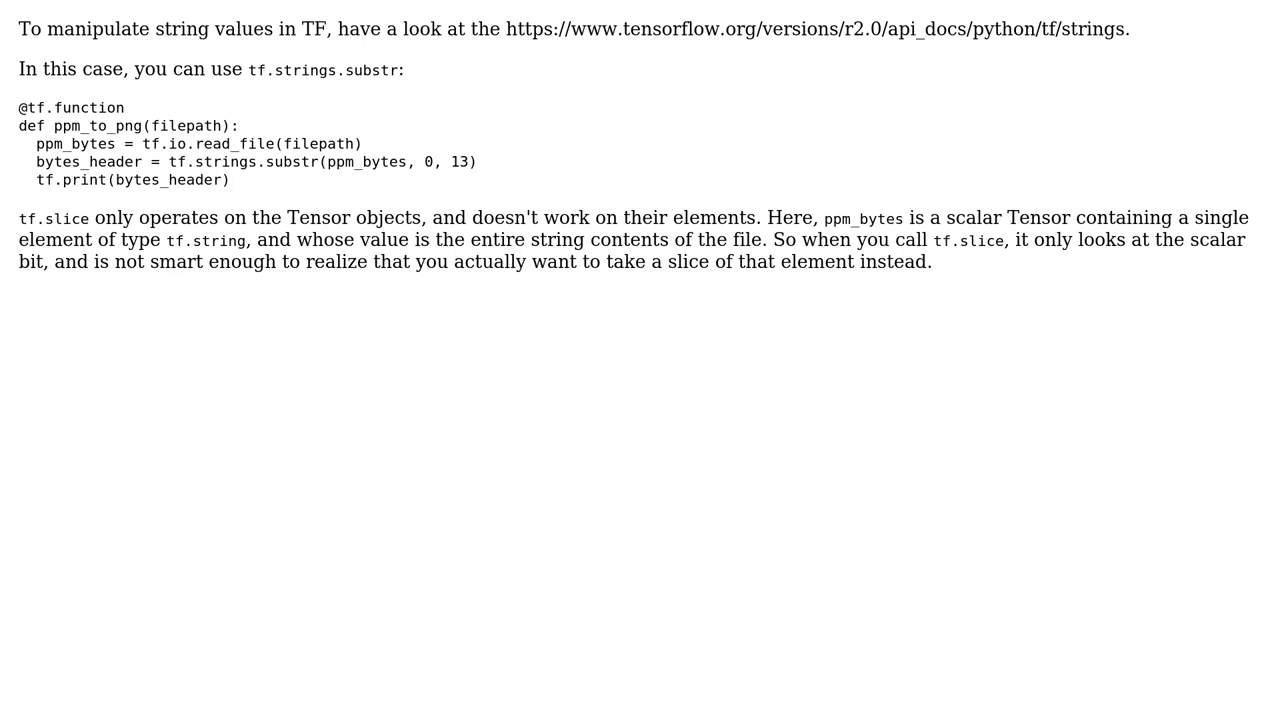 To manipulate string values in TF, have a look at the https://www.tensorflow.org/versions/r2.0/api_docs/python/tf/strings.
In this case, you can use tf.strings.substr:
@tf.function
def ppm_to_png(filepath):
  ppm_bytes = tf.io.read_file(filepath)
  bytes_header = tf.strings.substr(ppm_bytes, 0, 13)
  tf.print(bytes_header)
tf.slice only operates on the Tensor objects, and doesn't work on their elements. Here, ppm_bytes is a scalar Tensor containing a single
element of type tf.string, and whose value is the entire string contents of the file. So when you call tf.slice, it only looks at the scalar
bit, and is not smart enough to realize that you actually want to take a slice of that element instead.